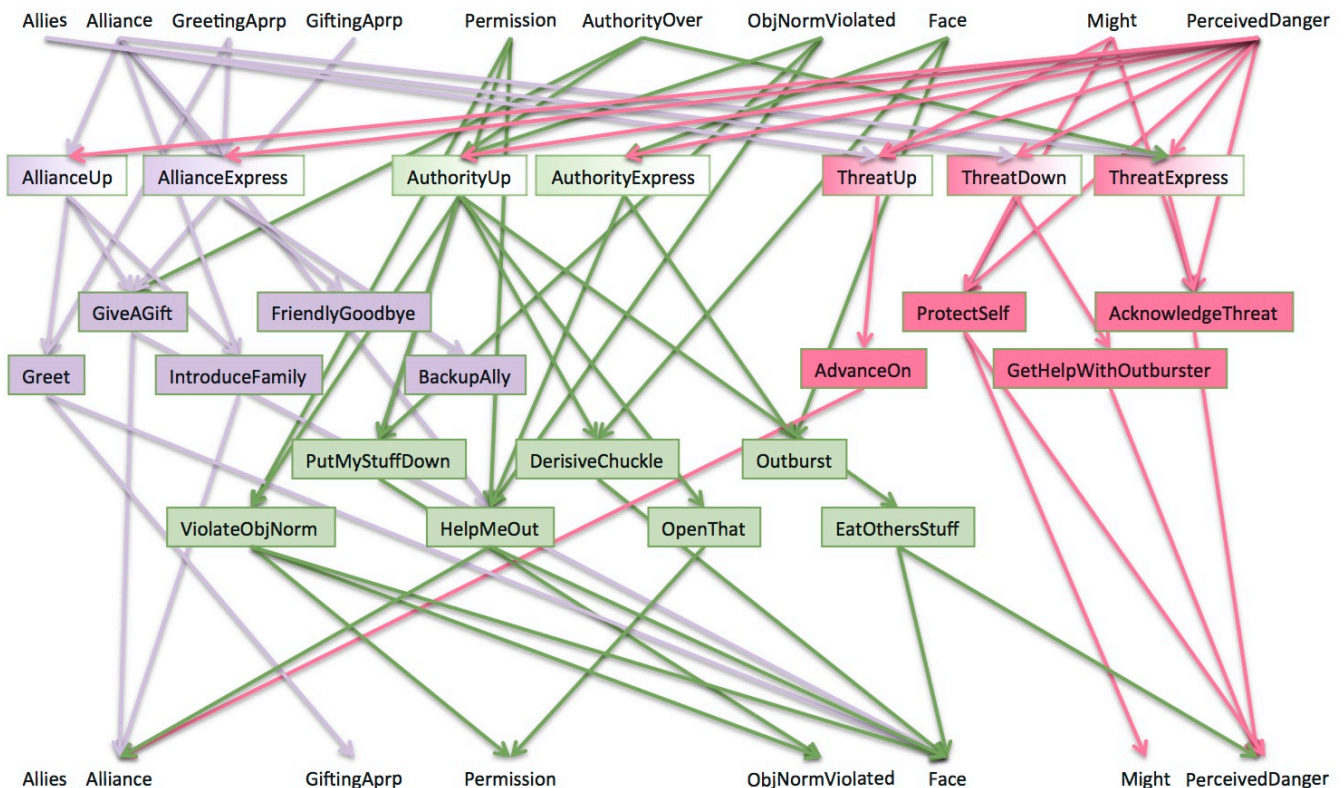 Allies Alliance GreetingAprp GiftingAprp Permission AuthorityOver ObjNormViolated Face Might PerceivedDanger
AllianceUp AllianceExpress AuthorityUp AuthorityExpress ThreatUp ThreatDown ThreatExpress
GiveAGift FriendlyGoodbye ProtectSelf AcknowledgeThreat
Greet IntroduceFamily BackupAlly AdvanceOn GetHelpWithOutburster
PutMyStuffDown DerisiveChuckle Outburst
ViolateObjNorm HelpMeOut OpenThat EatOthersStuff
Allies Alliance GiftingAprp Permission ObjNormViolated Face Might PerceivedDanger